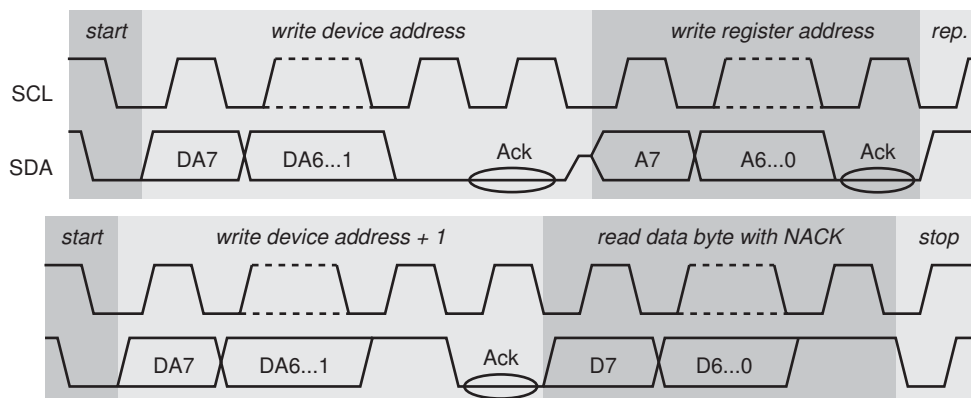 start write device address write register address rep.
SCL
SDA DA7 DA6...1 Ack A7 A6...0 Ack
start write device address + 1 read data byte with NACK stop
DA7 DA6...1 Ack D7 D6...0